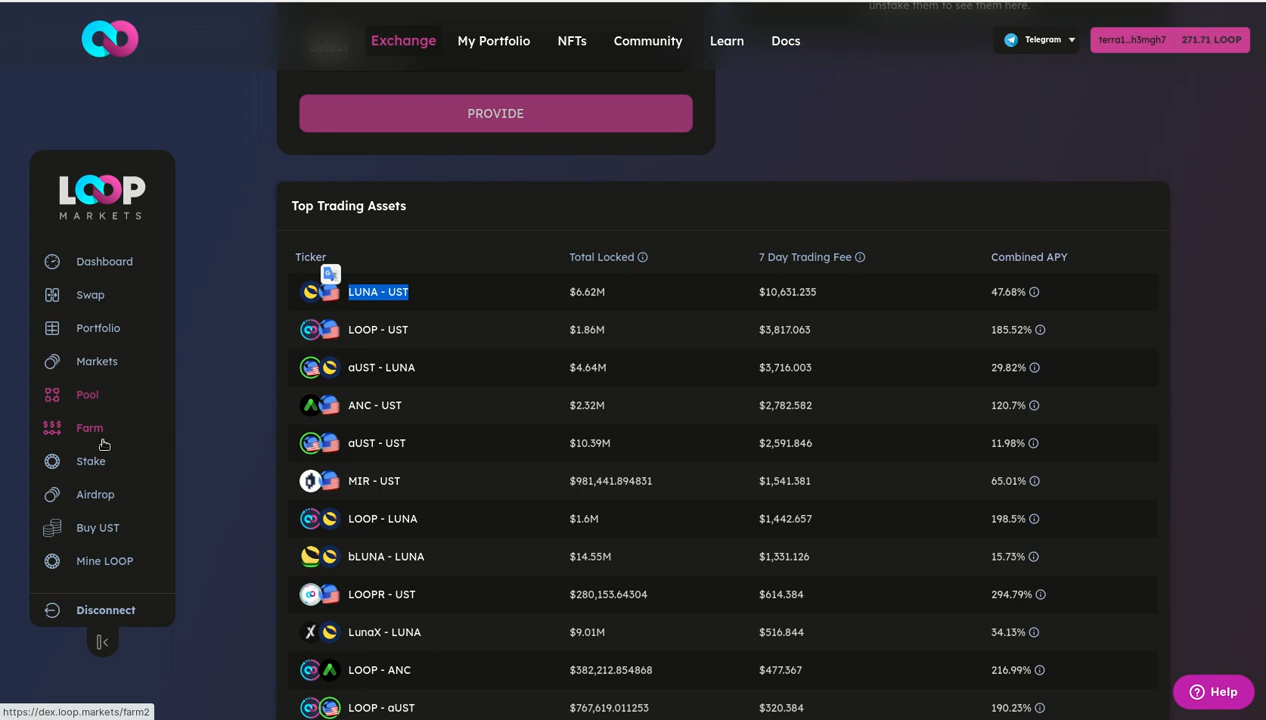 unstake them to see them here.
Select
Exchange
My Portfolio
NFTs
Community
Learn
Docs
Telegram
terra1...h3mgh7 271.71 LOOP
PROVIDE
LOOP
MARKETS
Dashboard
Swap
Portfolio
Markets
Pool
Farm
Stake
Airdrop
Buy UST
Mine LOOP
Disconnect
Top Trading Assets
Ticker Total Locked 7 Day Trading Fee Combined APY
LUNA - UST $6.62M $10,631.235 47.68%
LOOP - UST $1.86M $3,817.063 185.52%
aUST - LUNA $4.64M $3,716.003 29.82%
ANC - UST $2.32M $2,782.582 120.7%
aUST - UST $10.39M $2,591.846 11.98%
MIR - UST $981,441.894831 $1,541.381 65.01%
LOOP - LUNA $1.6M $1,442.657 198.5%
bLUNA - LUNA $14.55M $1,331.126 15.73%
LOOPR - UST $280,153.64304 $614.384 294.79%
LunaX - LUNA $9.01M $516.844 34.13%
LOOP - ANC $382,212.854868 $477.367 216.99%
LOOP - aUST $767,619.011253 $320.384 190.23%
Help
https://dex.loop.markets/farm2